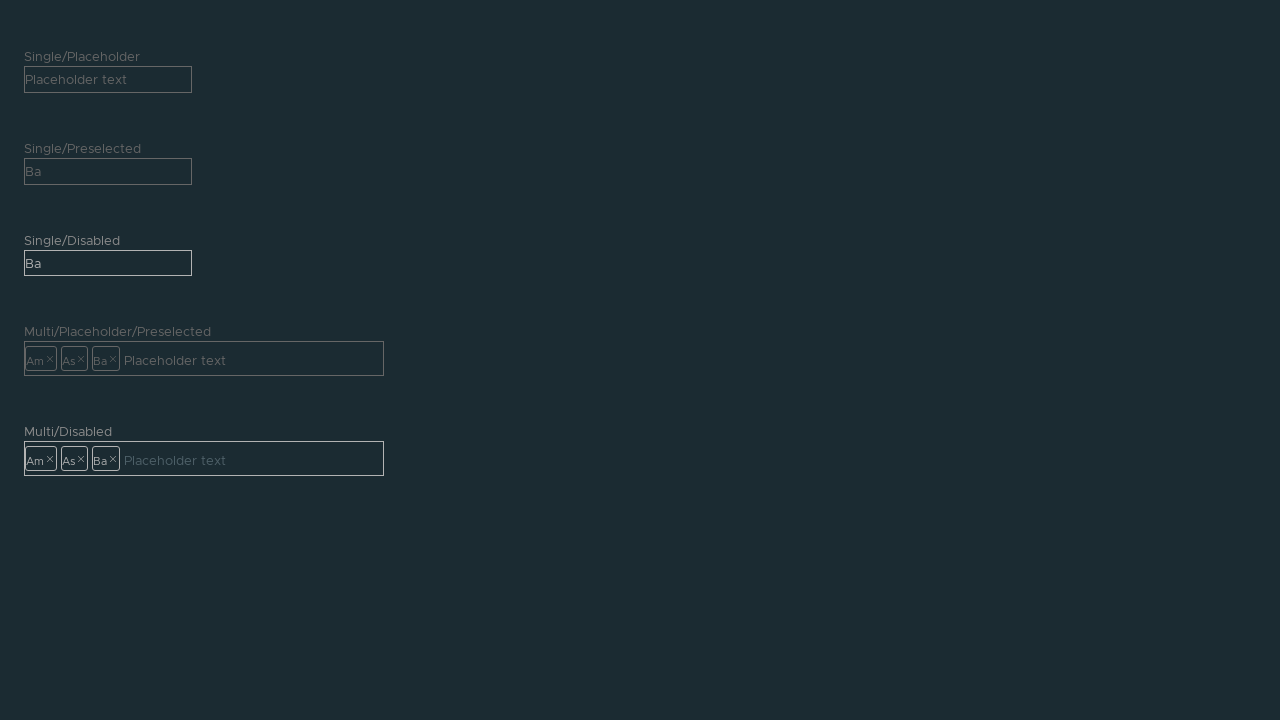 Single/Placeholder
Placeholder text
Single/Preselected
Ba
Single/Disabled
Ba
Multi/Placeholder/Preselected
Am× As× Ba× Placeholder text
Multi/Disabled
Am× As× Ba× Placeholder text